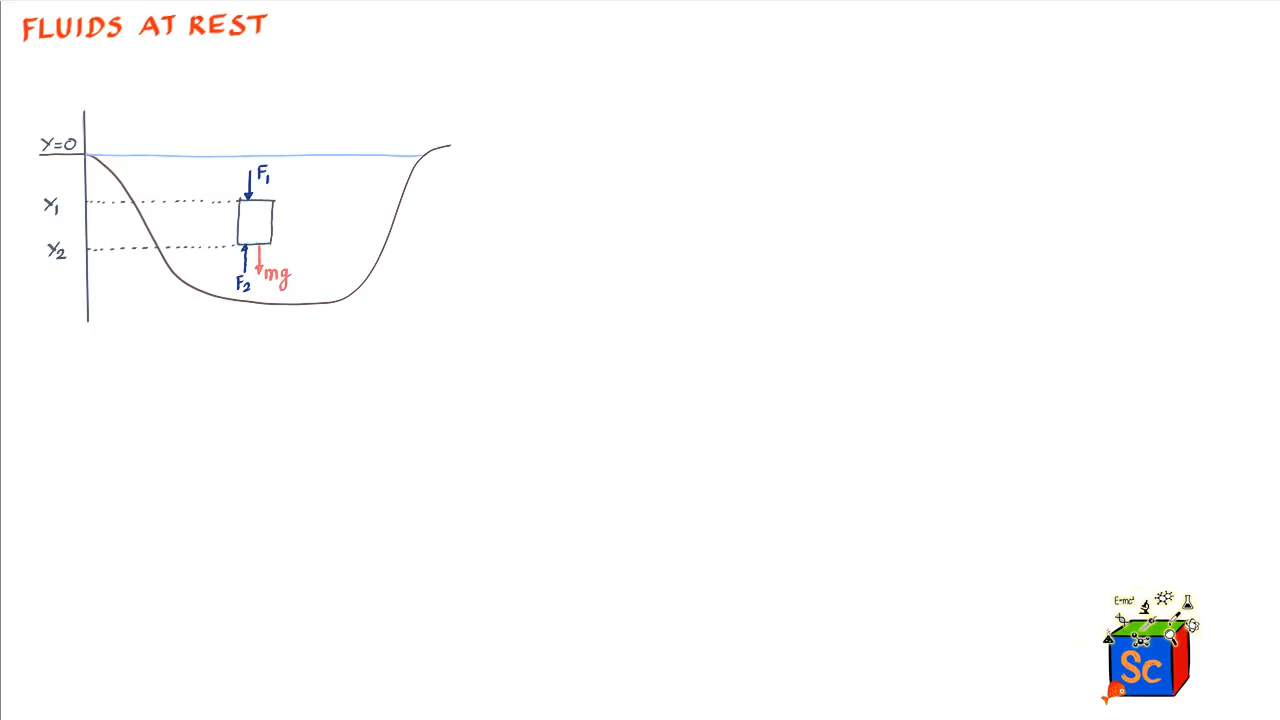 FLUIDS AT REST
y=0
F₁
y₁
y₂
F₂
mg
E=mc²
Sc